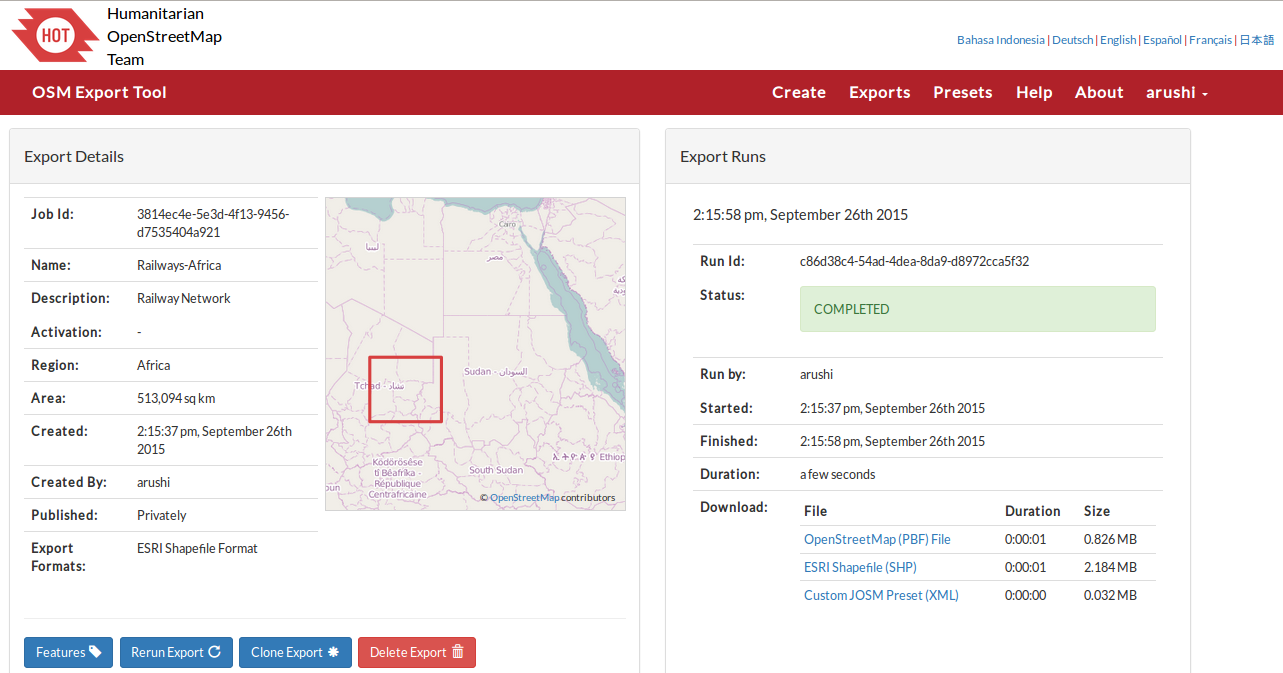 HOT
Humanitarian
OpenStreetMap
Team
Bahasa Indonesia | Deutsch | English | Español | Français | 日本語
OSM Export Tool
Create Exports Presets Help About arushi
Export Details
Job Id: 3814ec4e-5e3d-4f13-9456-
d7535404a921
Name: Railways-Africa
Description: Railway Network
Activation: -
Region: Africa
Area: 513,094 sq km
Created: 2:15:37 pm, September 26th
2015
Created By: arushi
Published: Privately
Export
Formats: ESRI Shapefile Format
Cairo
ليبيا
مصر
Sudan - السودان
Tchad - تشاد
Ködörösêse
tî Bêafrîka -
République
Centrafricaine
South Sudan
Ethiop
© OpenStreetMap contributors
Features
Rerun Export
Clone Export
Delete Export
Export Runs
2:15:58 pm, September 26th 2015
Run Id: c86d38c4-54ad-4dea-8da9-d8972cca5f32
Status: COMPLETED
Run by: arushi
Started: 2:15:37 pm, September 26th 2015
Finished: 2:15:58 pm, September 26th 2015
Duration: a few seconds
Download:
File Duration Size
OpenStreetMap (PBF) File 0:00:01 0.826 MB
ESRI Shapefile (SHP) 0:00:01 2.184 MB
Custom JOSM Preset (XML) 0:00:00 0.032 MB